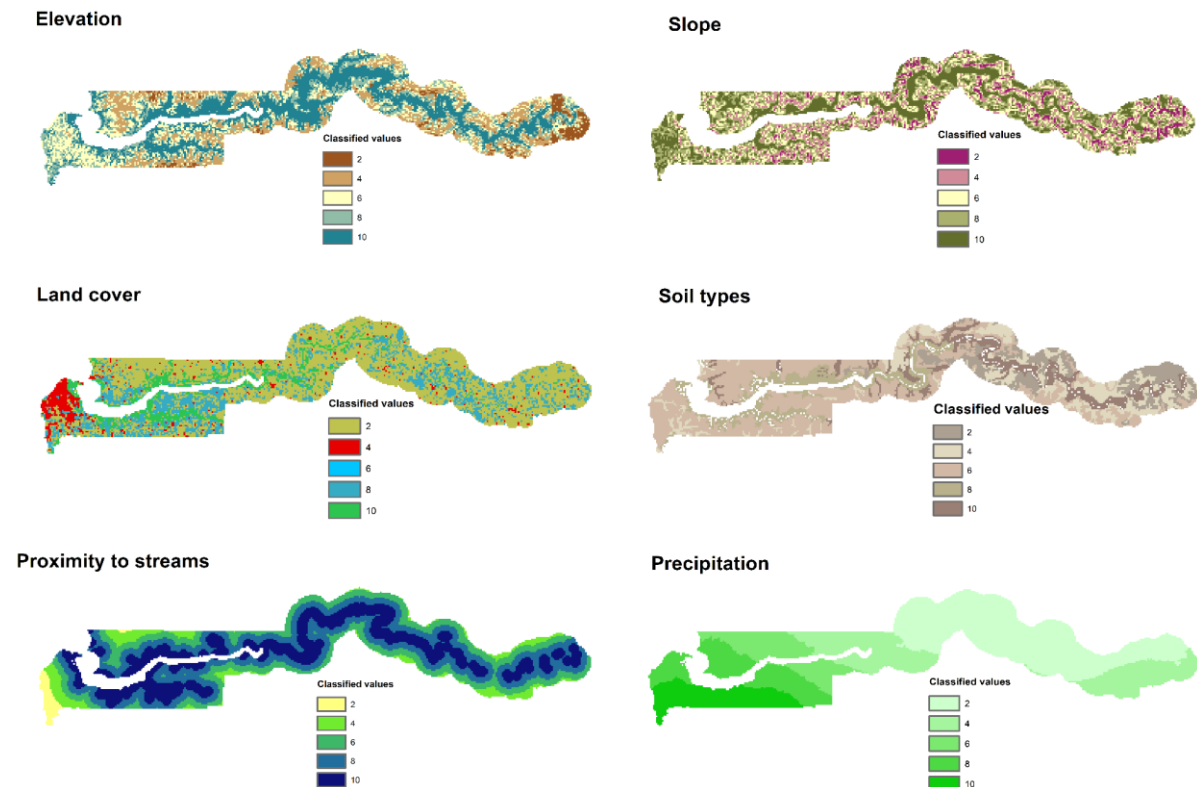 Elevation
Classified values
2
4
6
8
10
Slope
Classified values
2
4
6
8
10
Land cover
Classified values
2
4
6
8
10
Soil types
Classified values
2
4
6
8
10
Proximity to streams
Classified values
2
4
6
8
10
Precipitation
Classified values
2
4
6
8
10